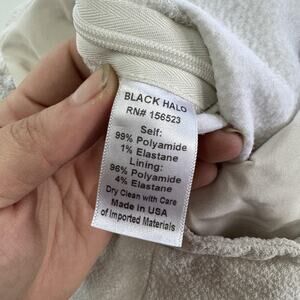 BLACK HALO
RN# 156523
Self:
99% Polyamide
1% Elastane
Lining:
96% Polyamide
4% Elastane
Dry Clean with Care
Made in USA
of Imported Materials